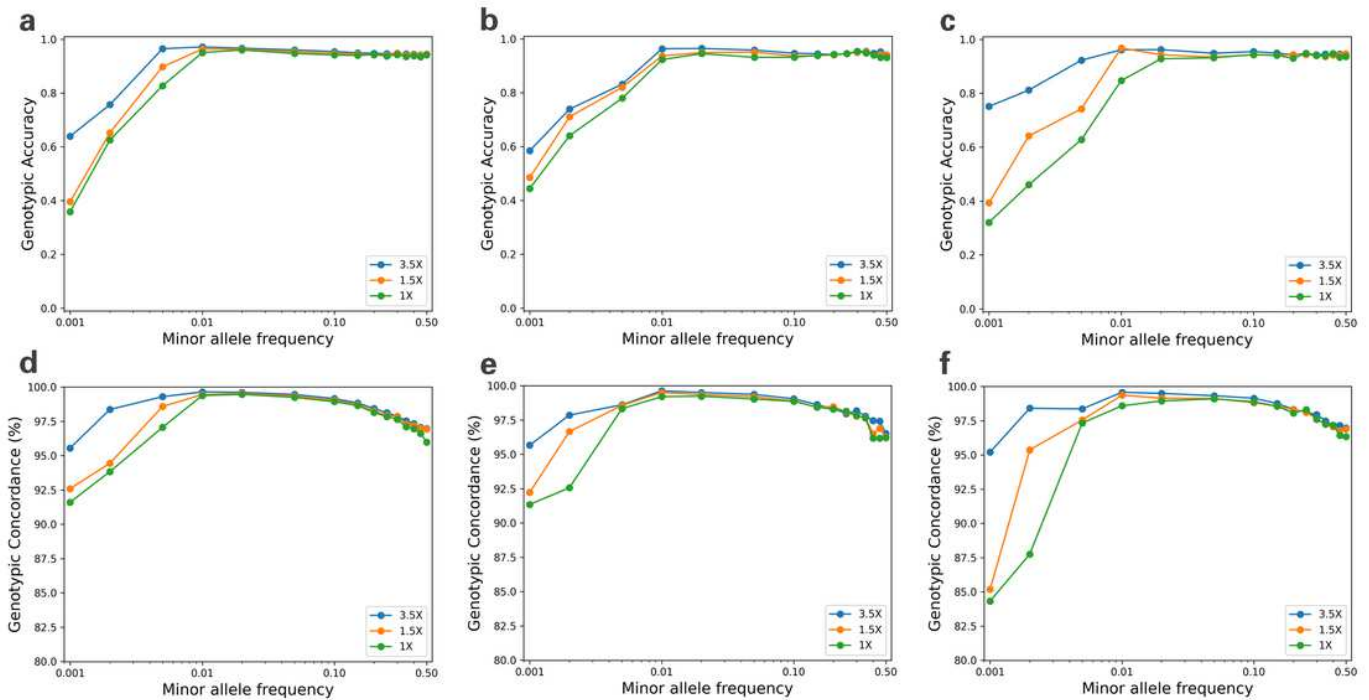 a
Genotypic Accuracy
1.0
0.8
0.6
0.4
0.2
0.0
3.5X
1.5X
1X
0.001
0.01
0.10
0.50
Minor allele frequency
b
Genotypic Accuracy
1.0
0.8
0.6
0.4
0.2
0.0
3.5X
1.5X
1X
0.001
0.01
0.10
0.50
Minor allele frequency
c
Genotypic Accuracy
1.0
0.8
0.6
0.4
0.2
0.0
3.5X
1.5X
1X
0.001
0.01
0.10
0.50
Minor allele frequency
d
Genotypic Concordance (%)
100.0
97.5
95.0
92.5
90.0
87.5
85.0
82.5
80.0
3.5X
1.5X
1X
0.001
0.01
0.10
0.50
Minor allele frequency
e
Genotypic Concordance (%)
100.0
97.5
95.0
92.5
90.0
87.5
85.0
82.5
80.0
3.5X
1.5X
1X
0.001
0.01
0.10
0.50
Minor allele frequency
f
Genotypic Concordance (%)
100.0
97.5
95.0
92.5
90.0
87.5
85.0
82.5
80.0
3.5X
1.5X
1X
0.001
0.01
0.10
0.50
Minor allele frequency